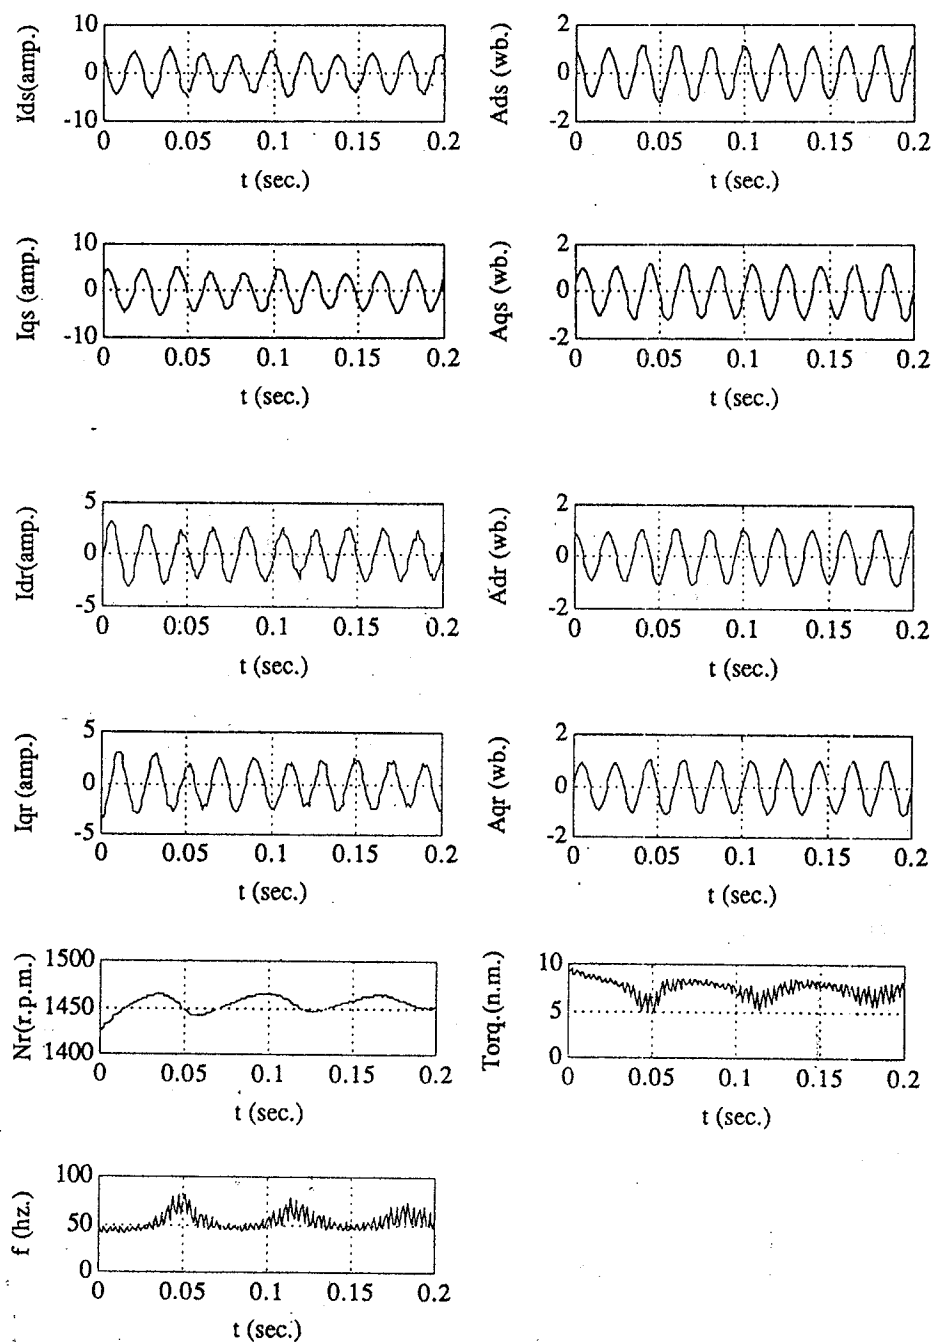 10
0
-10
Ids(amp.)
0 0.05 0.1 0.15 0.2
t (sec.)
2
0
-2
Ads (wb.)
0 0.05 0.1 0.15 0.2
t (sec.)
10
0
-10
Iqs (amp.)
0 0.05 0.1 0.15 0.2
t (sec.)
2
0
-2
Aqs (wb.)
0 0.05 0.1 0.15 0.2
t (sec.)
5
0
-5
Idr(amp.)
0 0.05 0.1 0.15 0.2
t (sec.)
2
0
-2
Adr (wb.)
0 0.05 0.1 0.15 0.2
t (sec.)
5
0
-5
Iqr (amp.)
0 0.05 0.1 0.15 0.2
t (sec.)
2
0
-2
Aqr (wb.)
0 0.05 0.1 0.15 0.2
t (sec.)
1500
1450
1400
Nr(r.p.m.)
0 0.05 0.1 0.15 0.2
t (sec.)
10
5
0
Torq.(n.m.)
0 0.05 0.1 0.15 0.2
t (sec.)
100
50
0
f (hz.)
0 0.05 0.1 0.15 0.2
t (sec.)